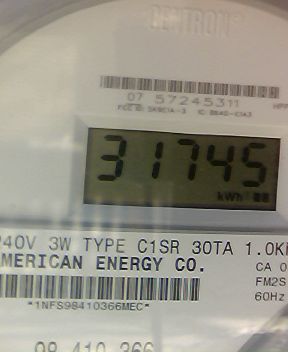 CENTRON
07 57245311
31745
kWh
240V 3W TYPE C1SR 30TA 1.0K
AMERICAN ENERGY CO.
CA 0
FM2S
60Hz
*1NFS98410366MEC*
98 410 366